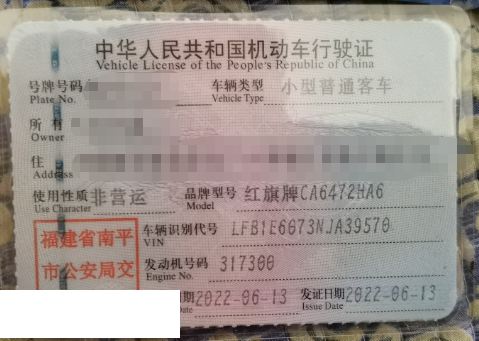 中华人民共和国机动车行驶证
Vehicle License of the People's Republic of China
号牌号码 车辆类型 小型普通客车
Plate No. Vehicle Type
所有
Owner
住
Address
使用性质 非营运 品牌型号 红旗牌CA6472HA6
Use Character Model
福建省南平 车辆识别代号 LFB1E6073NJA39570
VIN
市公安局交 发动机号码 317300
Engine No.
期 2022-06-13 发证日期 2022-06-13
Date Issue Date